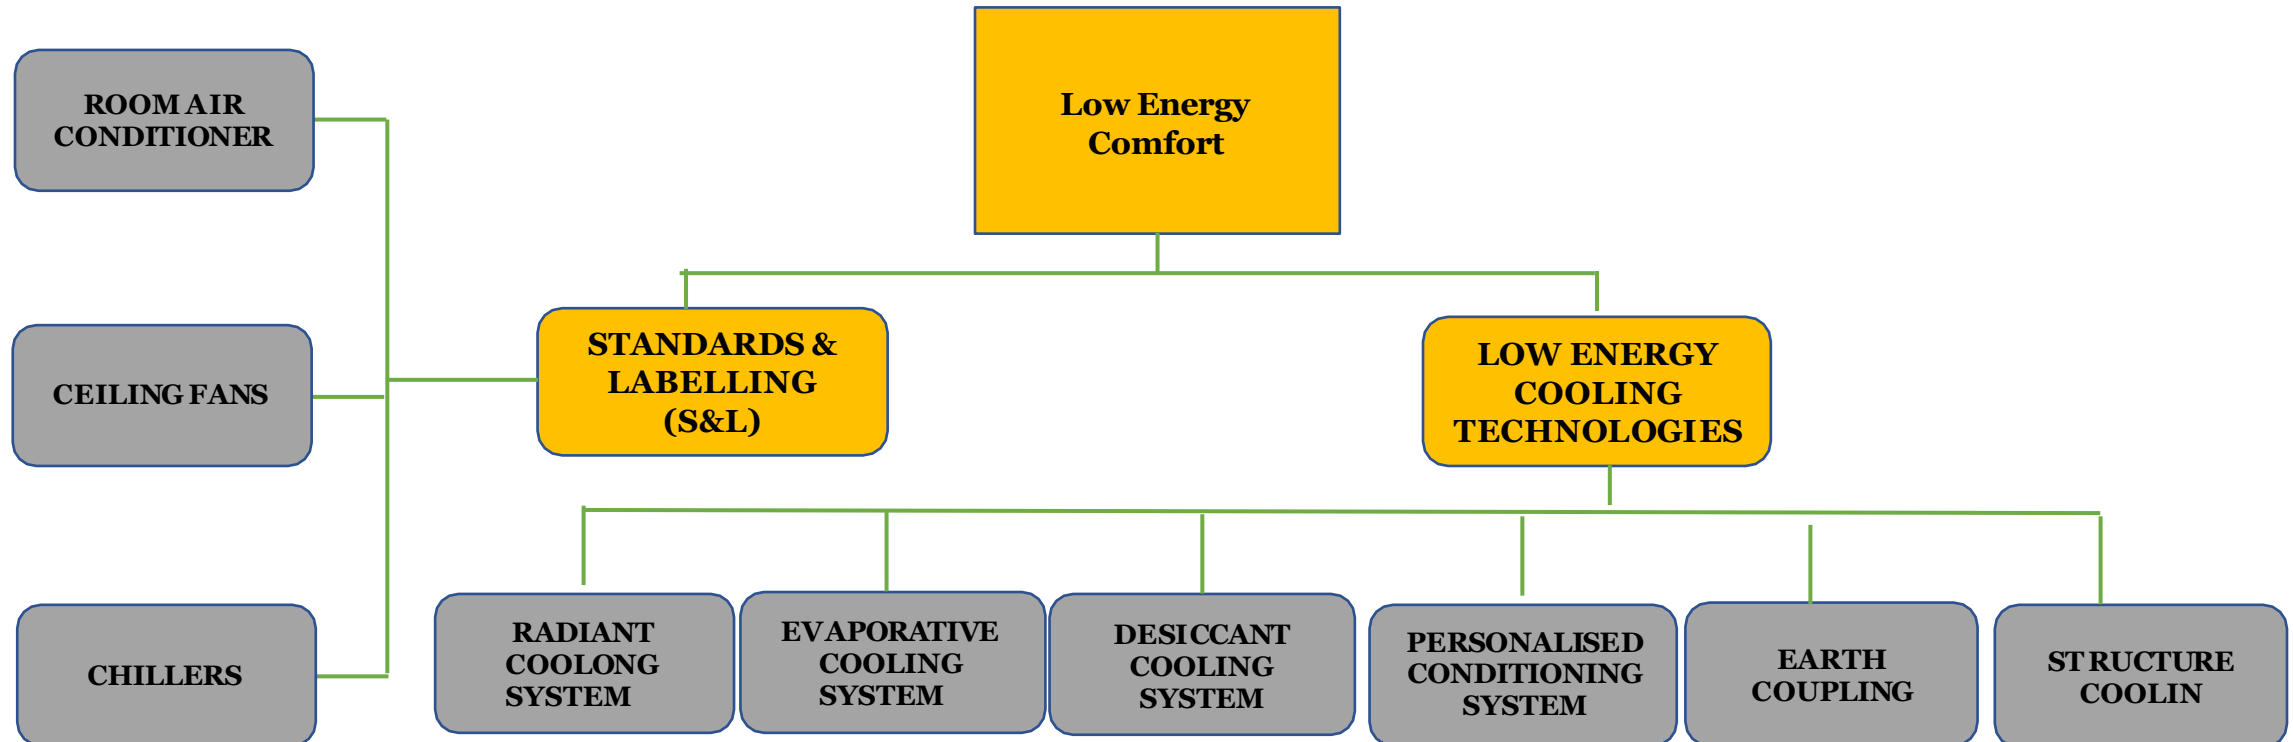 Low Energy
Comfort
ROOM AIR
CONDITIONER
CEILING FANS
CHILLERS
STANDARDS &
LABELLING
(S&L)
LOW ENERGY
COOLING
TECHNOLOGIES
RADIANT
COOLONG
SYSTEM
EVAPORATIVE
COOLING
SYSTEM
DESICCANT
COOLING
SYSTEM
PERSONALISED
CONDITIONING
SYSTEM
EARTH
COUPLING
STRUCTURE
COOLIN